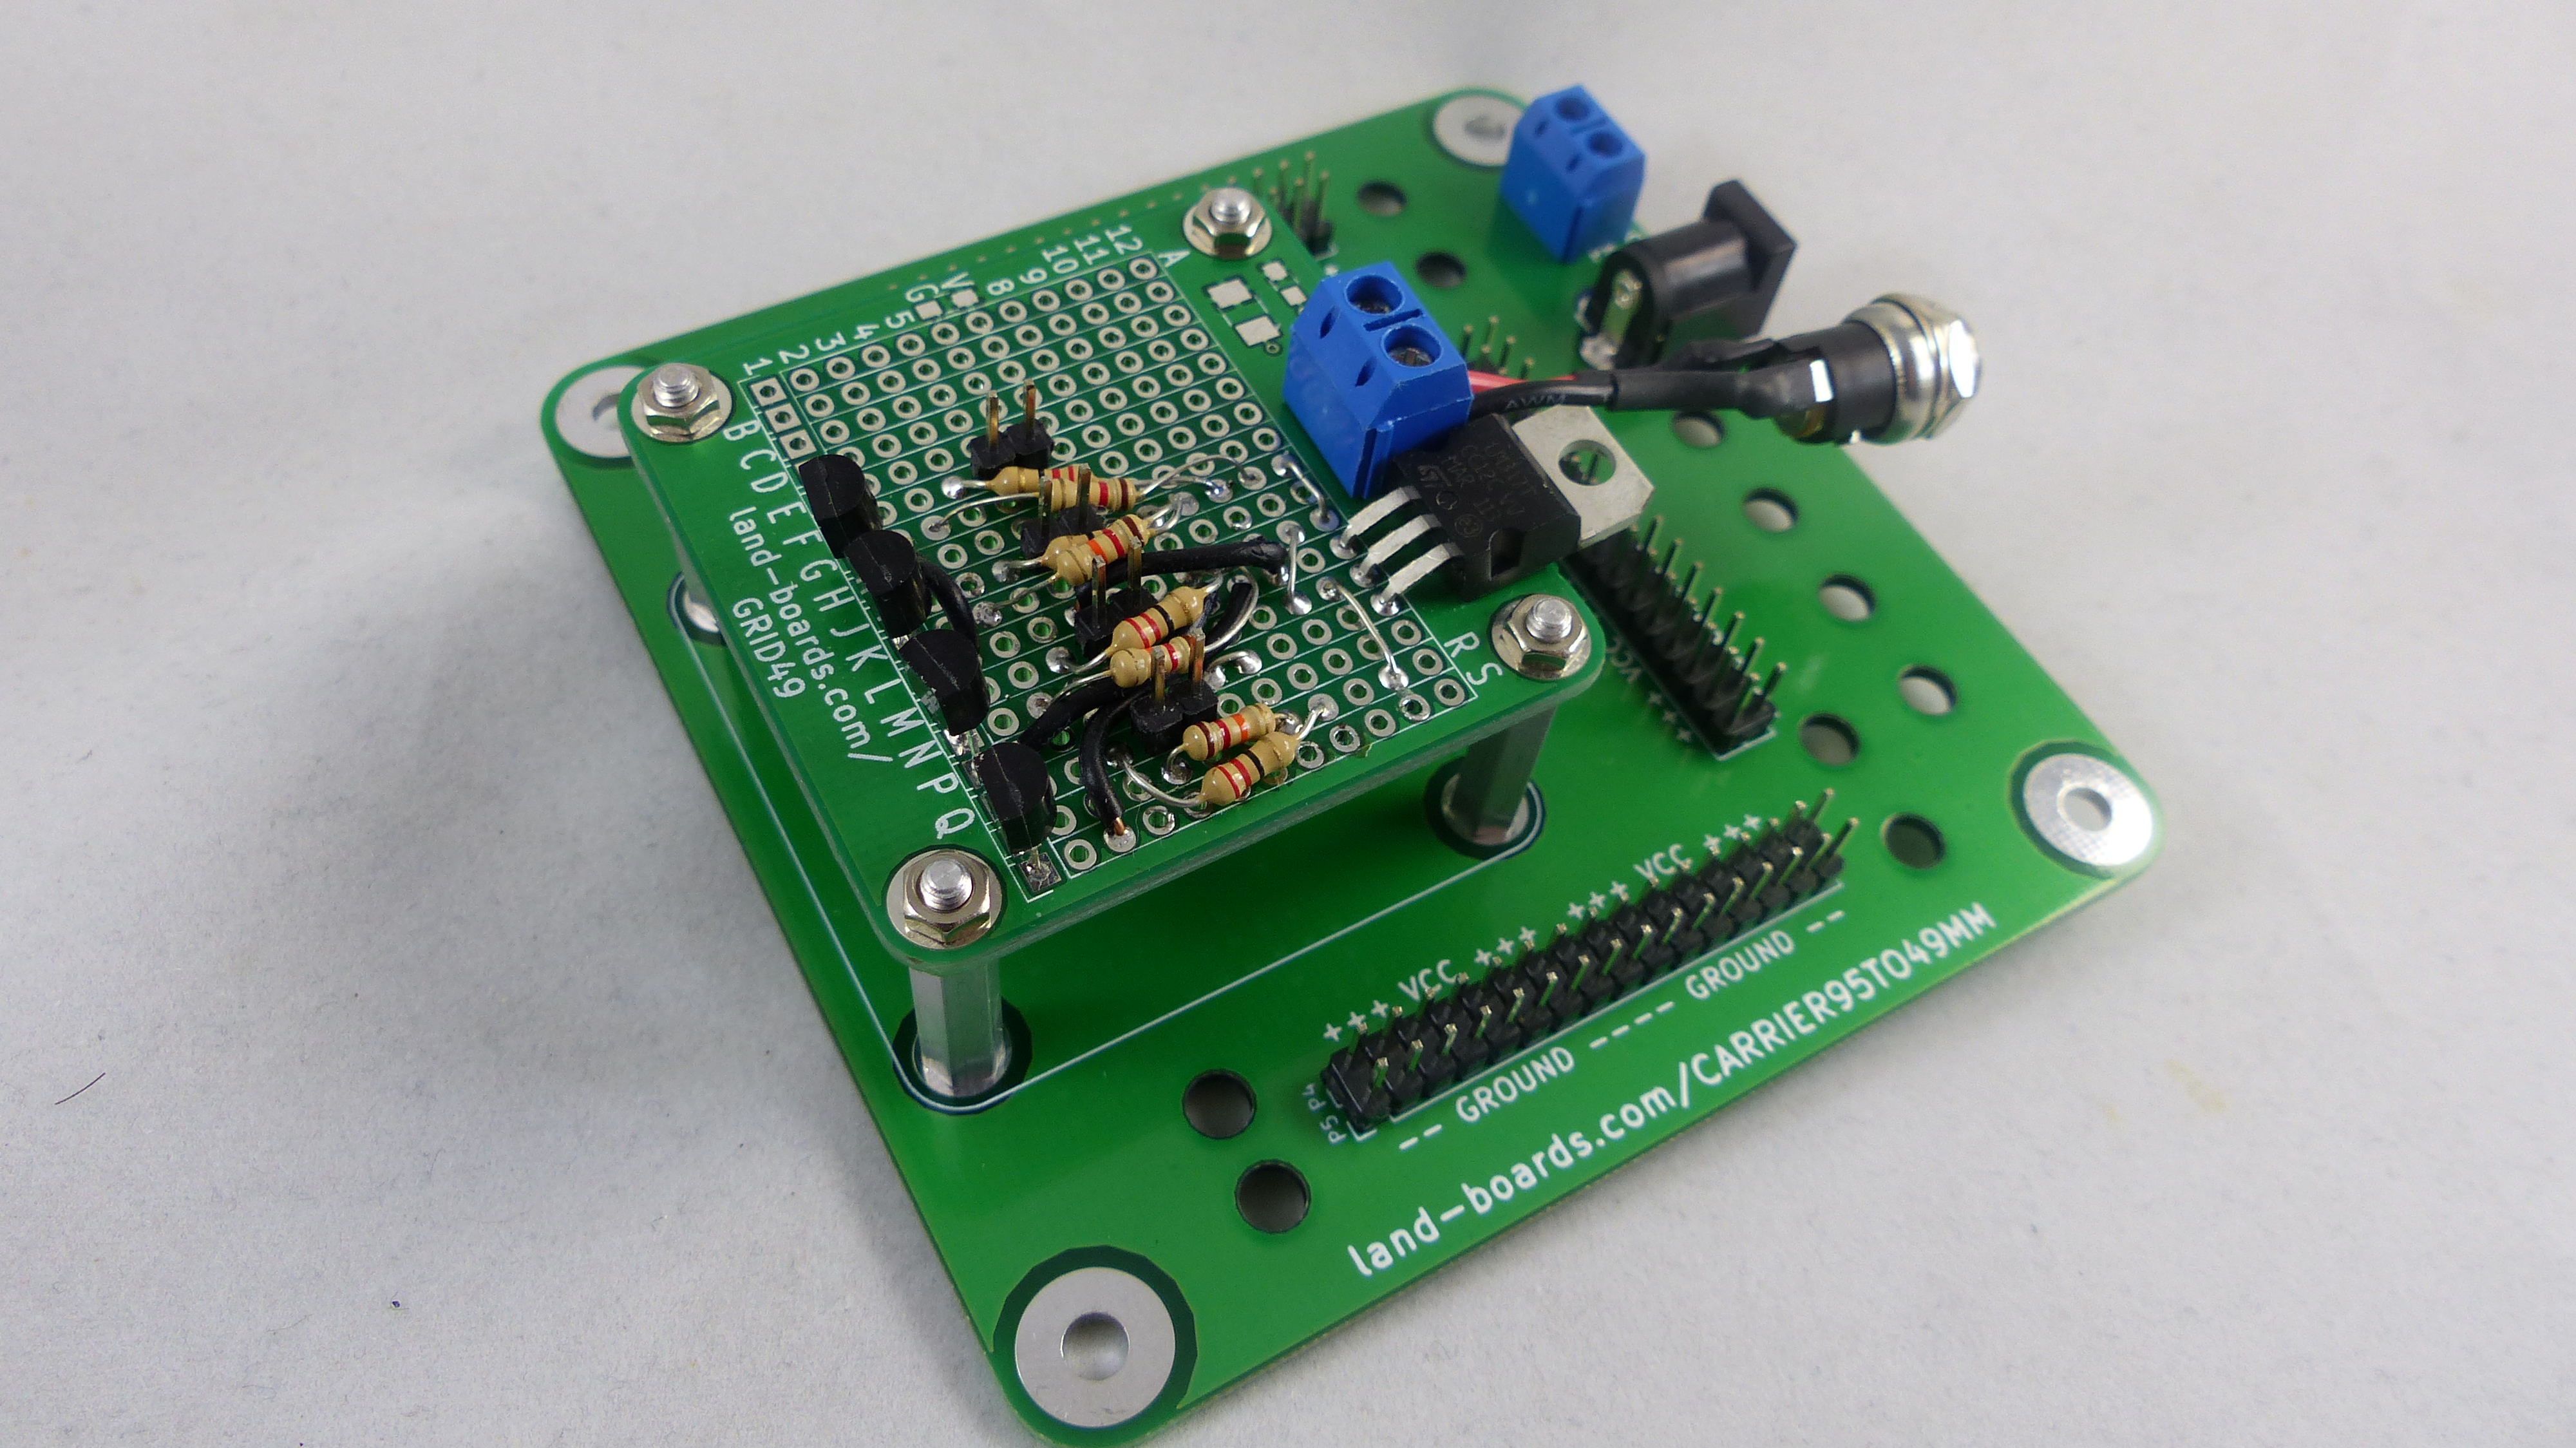 12
11
10
9
8
V
G
5
4
3
2
1
A
B C D E F G H J K L M N P Q
R S
land-boards.com/
GRID49
AWM
VCC
+++ VCC +++ +++ VCC +++
-- GROUND ---- GROUND --
P5 P4
land-boards.com/CARRIER95TO49MM